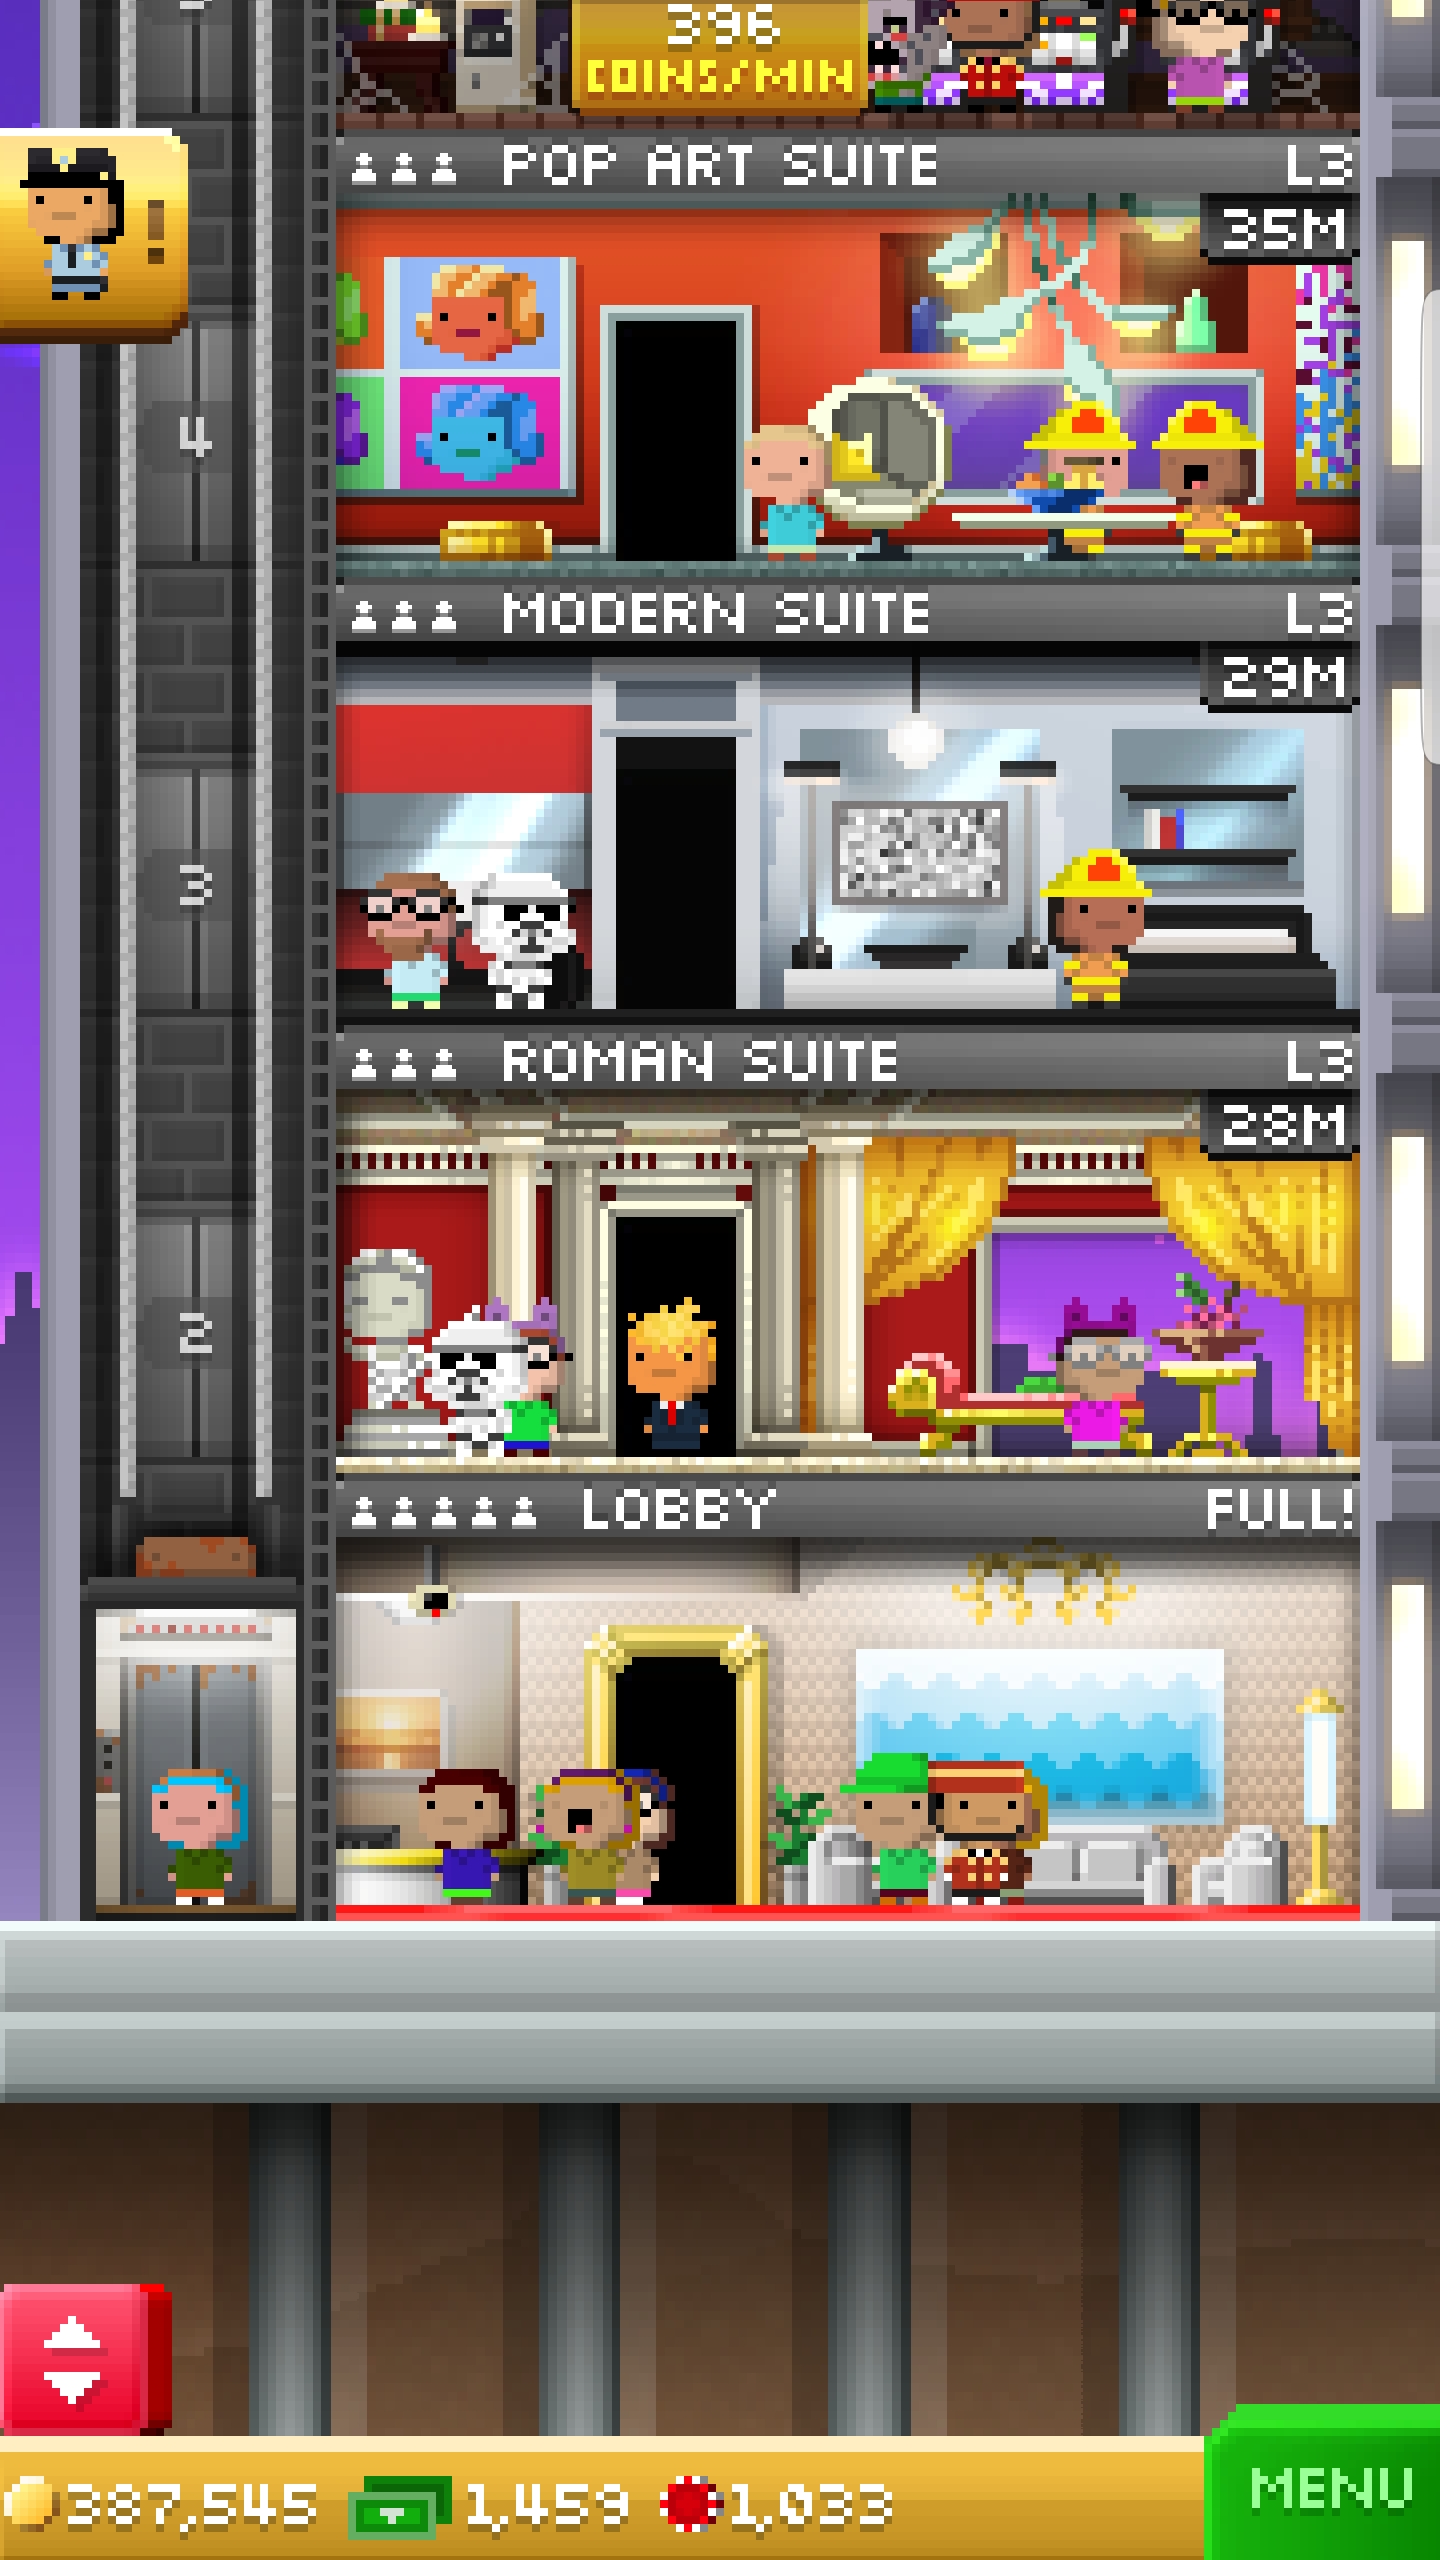 396
COINS/MIN
POP ART SUITE L3
35M
!
4
MODERN SUITE L3
29M
3
ROMAN SUITE L3
28M
2
LOBBY FULL!
387,545 1,459 1,033
MENU